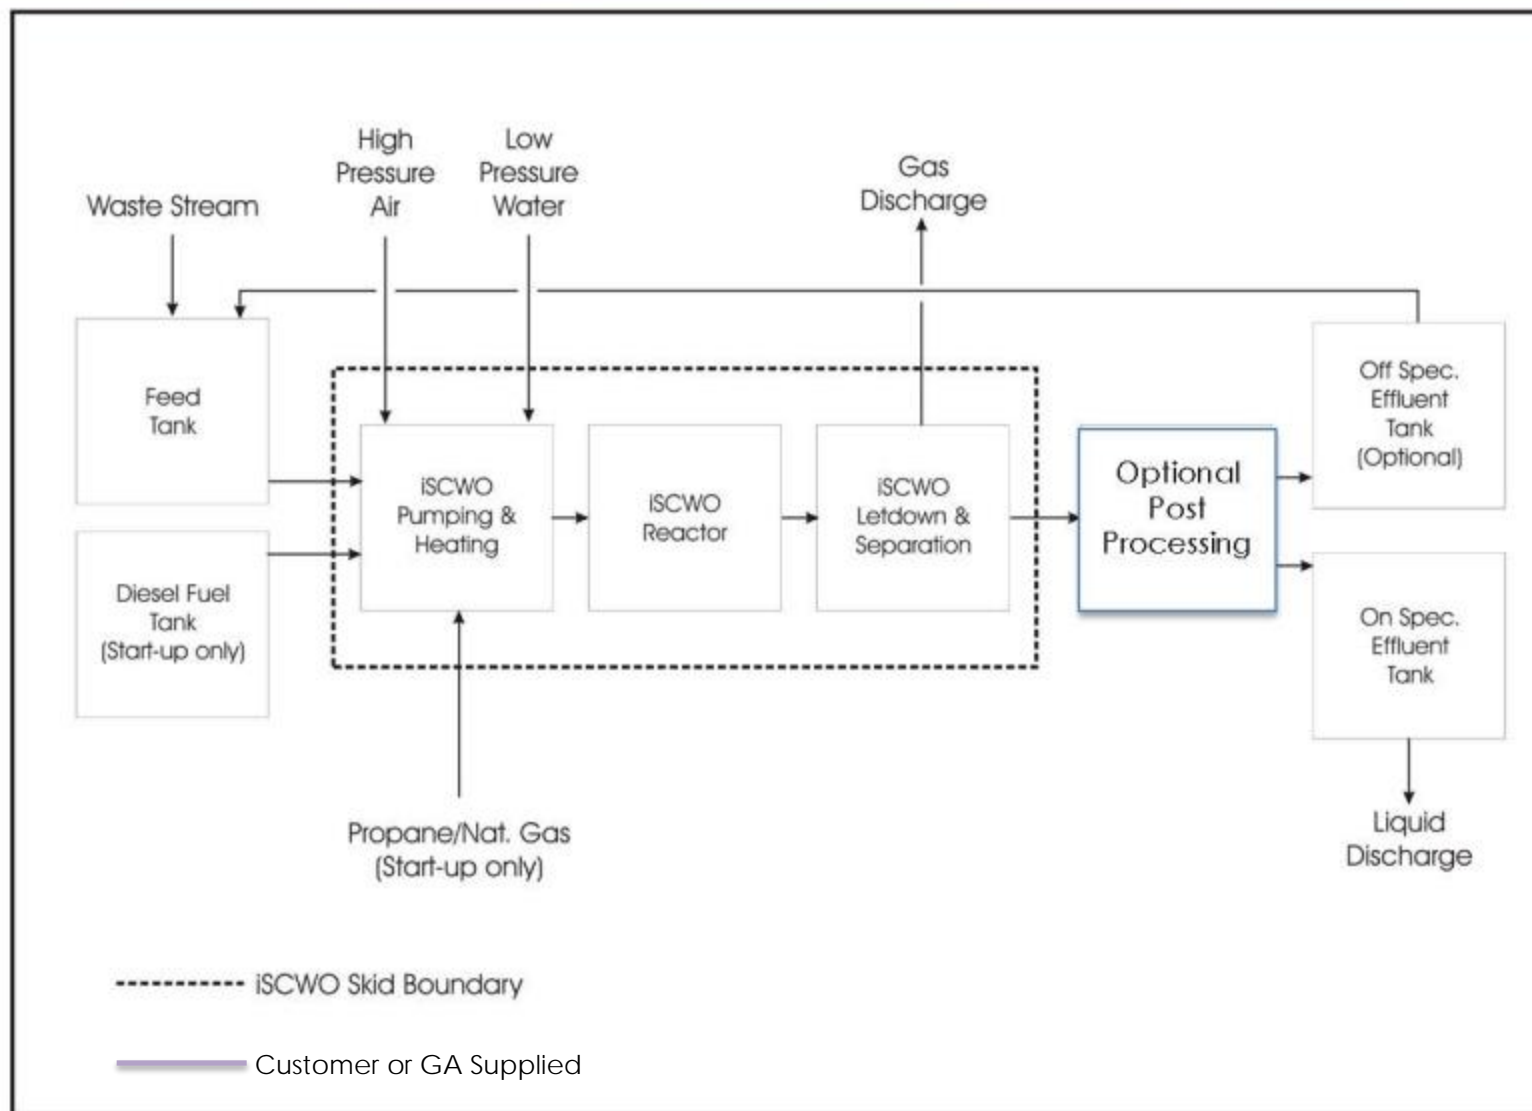 High
Pressure
Air
Low
Pressure
Water
Gas
Discharge
Waste Stream
Feed
Tank
Diesel Fuel
Tank
(Start-up only)
iSCWO
Pumping &
Heating
iSCWO
Reactor
iSCWO
Letdown &
Separation
Optional
Post
Processing
Off Spec.
Effluent
Tank
(Optional)
On Spec.
Effluent
Tank
Propane/Nat. Gas
(Start-up only)
Liquid
Discharge
iSCWO Skid Boundary
Customer or GA Supplied